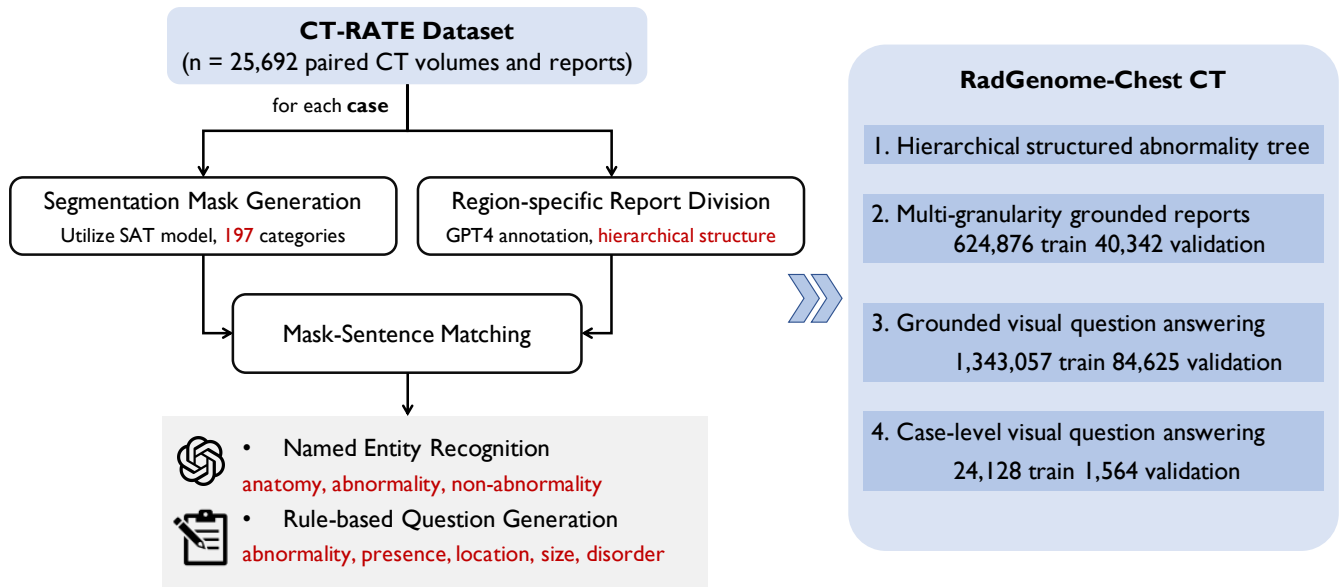 CT-RATE Dataset
(n = 25,692 paired CT volumes and reports)
for each case
Segmentation Mask Generation
Utilize SAT model, 197 categories
Region-specific Report Division
GPT4 annotation, hierarchical structure
Mask-Sentence Matching
• Named Entity Recognition
anatomy, abnormality, non-abnormality
• Rule-based Question Generation
abnormality, presence, location, size, disorder
RadGenome-Chest CT
1. Hierarchical structured abnormality tree
2. Multi-granularity grounded reports
624,876 train 40,342 validation
3. Grounded visual question answering
1,343,057 train 84,625 validation
4. Case-level visual question answering
24,128 train 1,564 validation